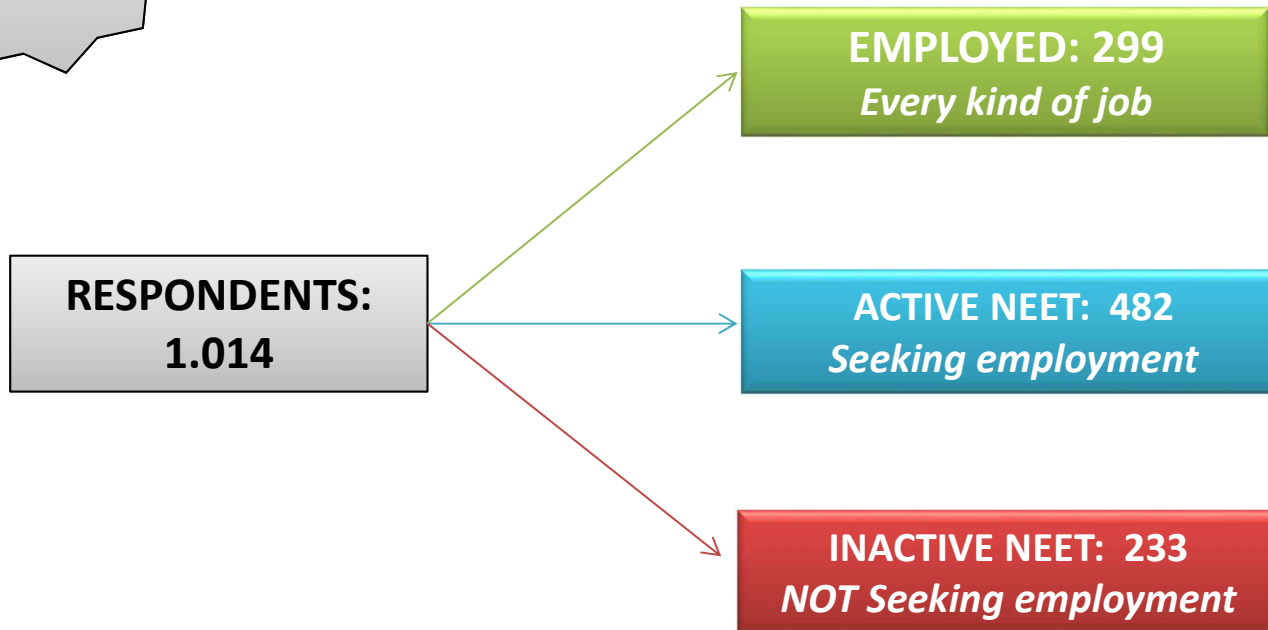 EMPLOYED: 299
Every kind of job
RESPONDENTS:
1.014
ACTIVE NEET: 482
Seeking employment
INACTIVE NEET: 233
NOT Seeking employment